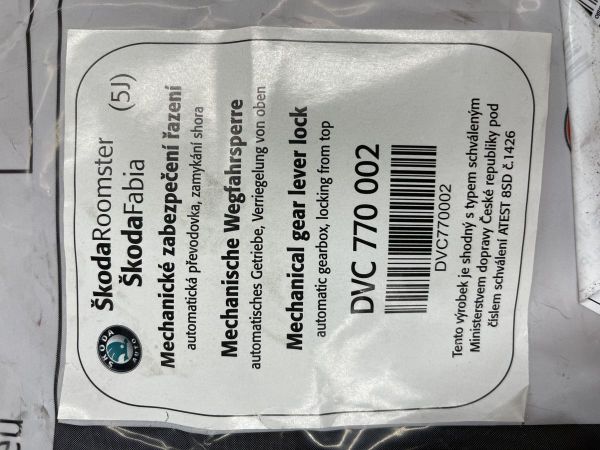 ŠkodaRoomster (5J)
ŠkodaFabia
ŠKODA
AUTO
Mechanické zabezpečení řazení
automatická převodovka, zamykání shora
Mechanische Wegfahrsperre
automatisches Getriebe, Verriegelung von oben
Mechanical gear lever lock
automatic gearbox, locking from top
DVC 770 002
DVC770002
Tento výrobek je shodný s typem schváleným
Ministerstvem dopravy České republiky pod
číslem schválení ATEST 8SD č.1426